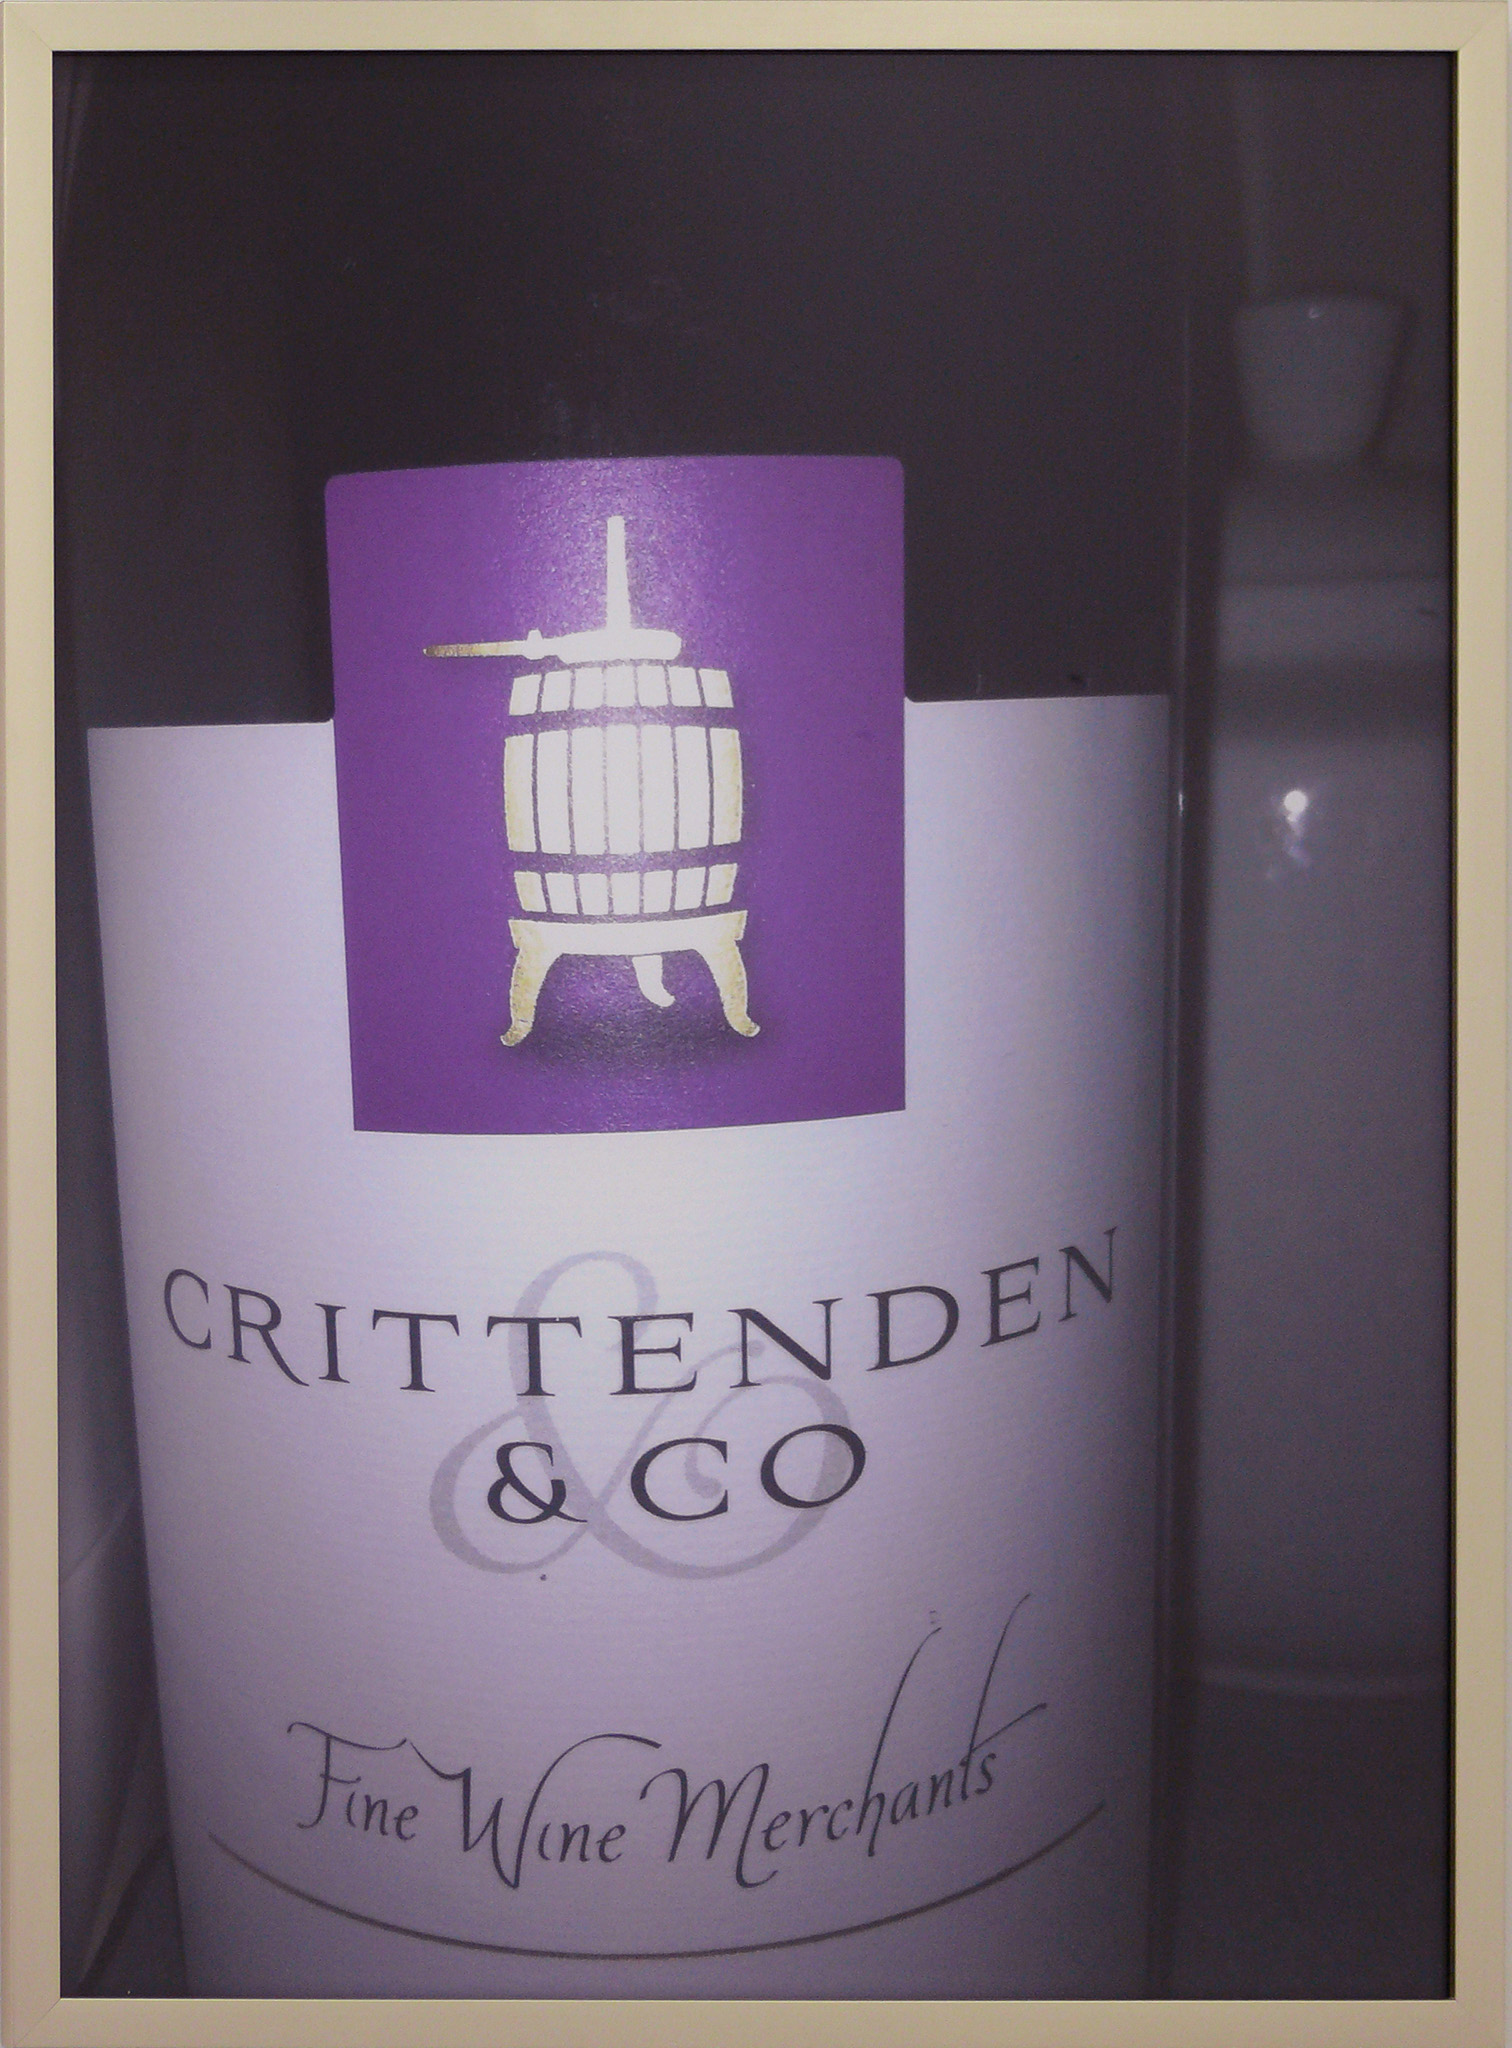 CRITTENDEN
& CO
Fine Wine Merchants